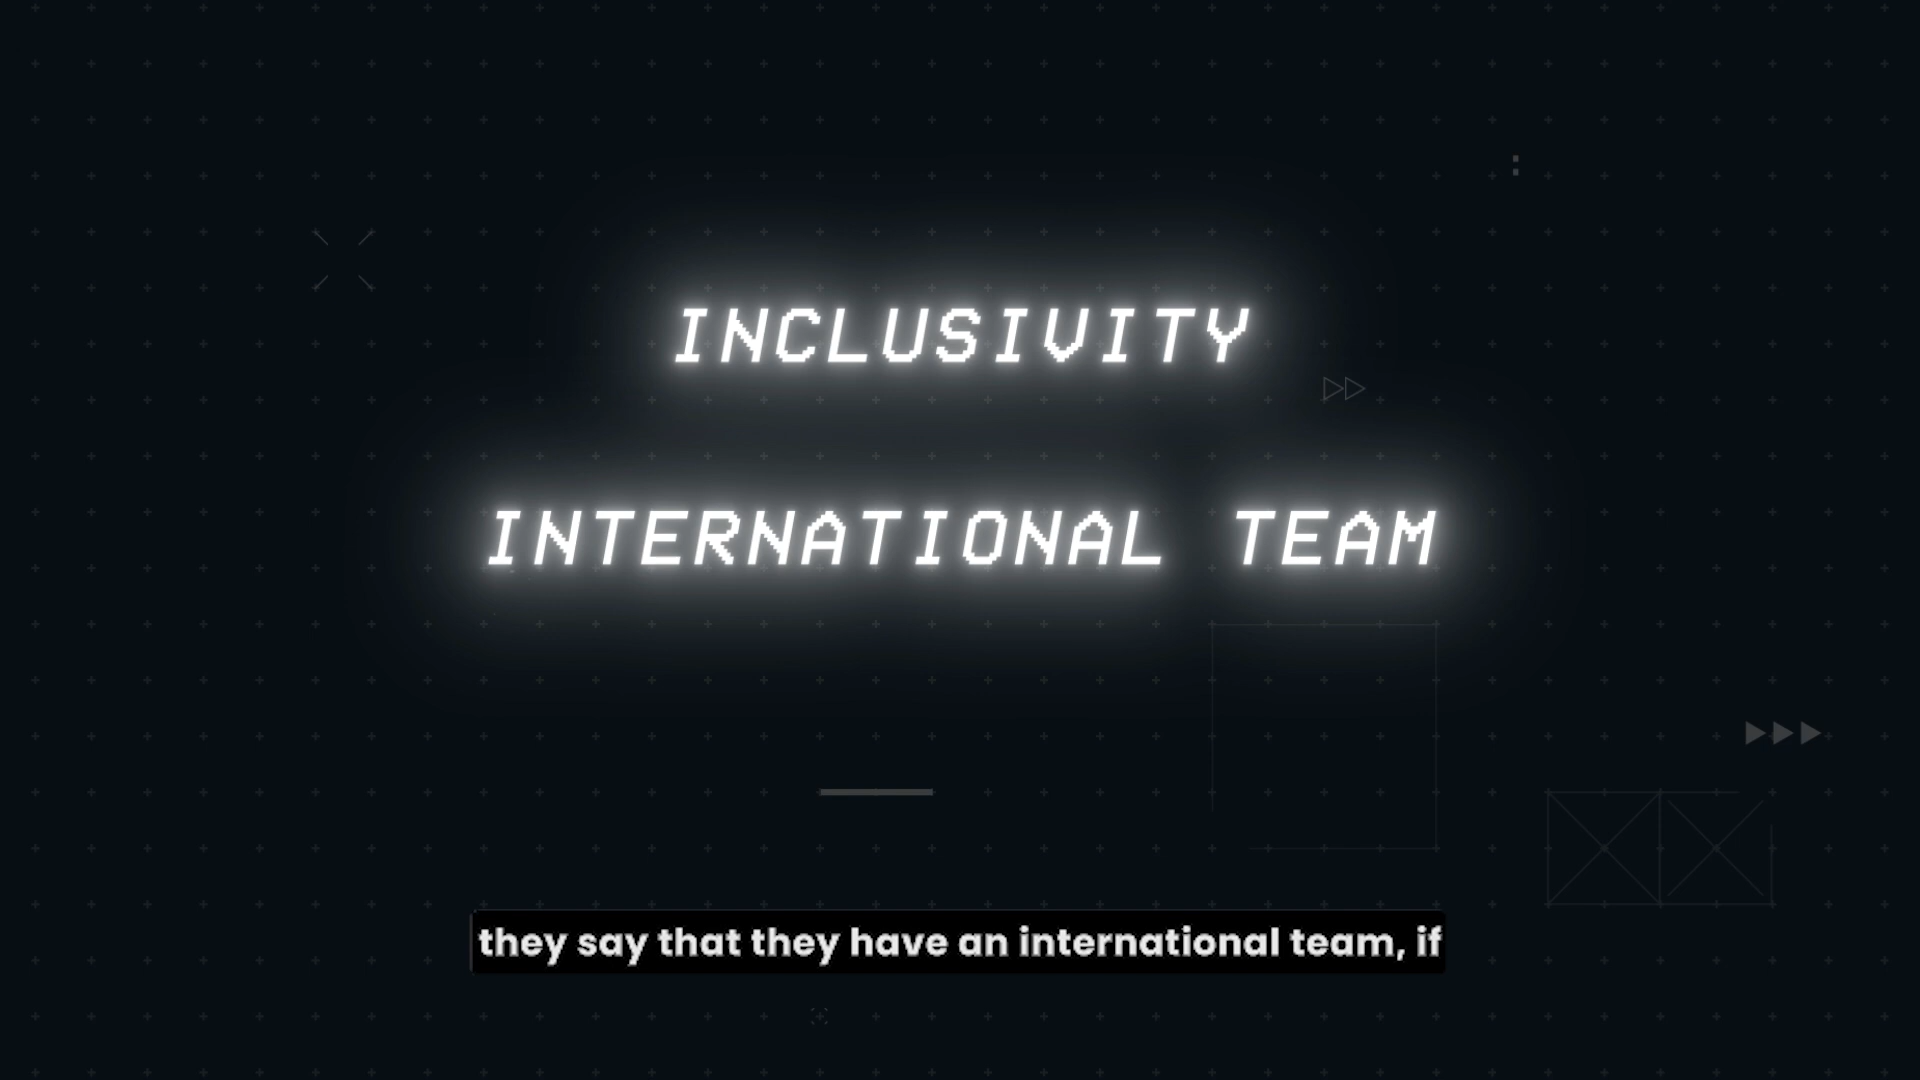 INCLUSIVITY
INTERNATIONAL TEAM
they say that they have an international team, if